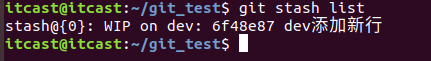 itcast@itcast:~/git_test$ git stash list
stash@{0}: WIP on dev: 6f48e87 dev添加新行
itcast@itcast:~/git_test$